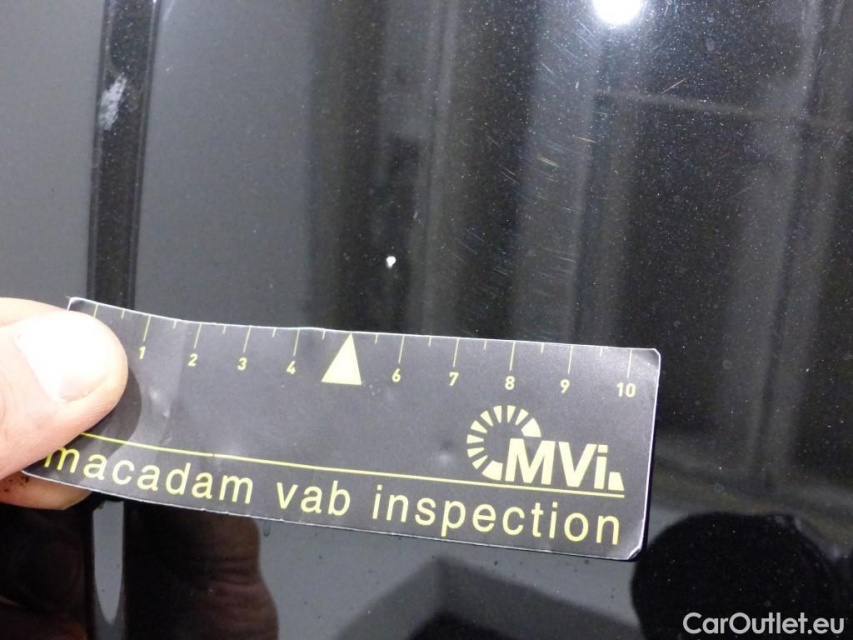 1 2 3 4 6 7 8 9 10
MVi.
macadam vab inspection
CarOutlet.eu